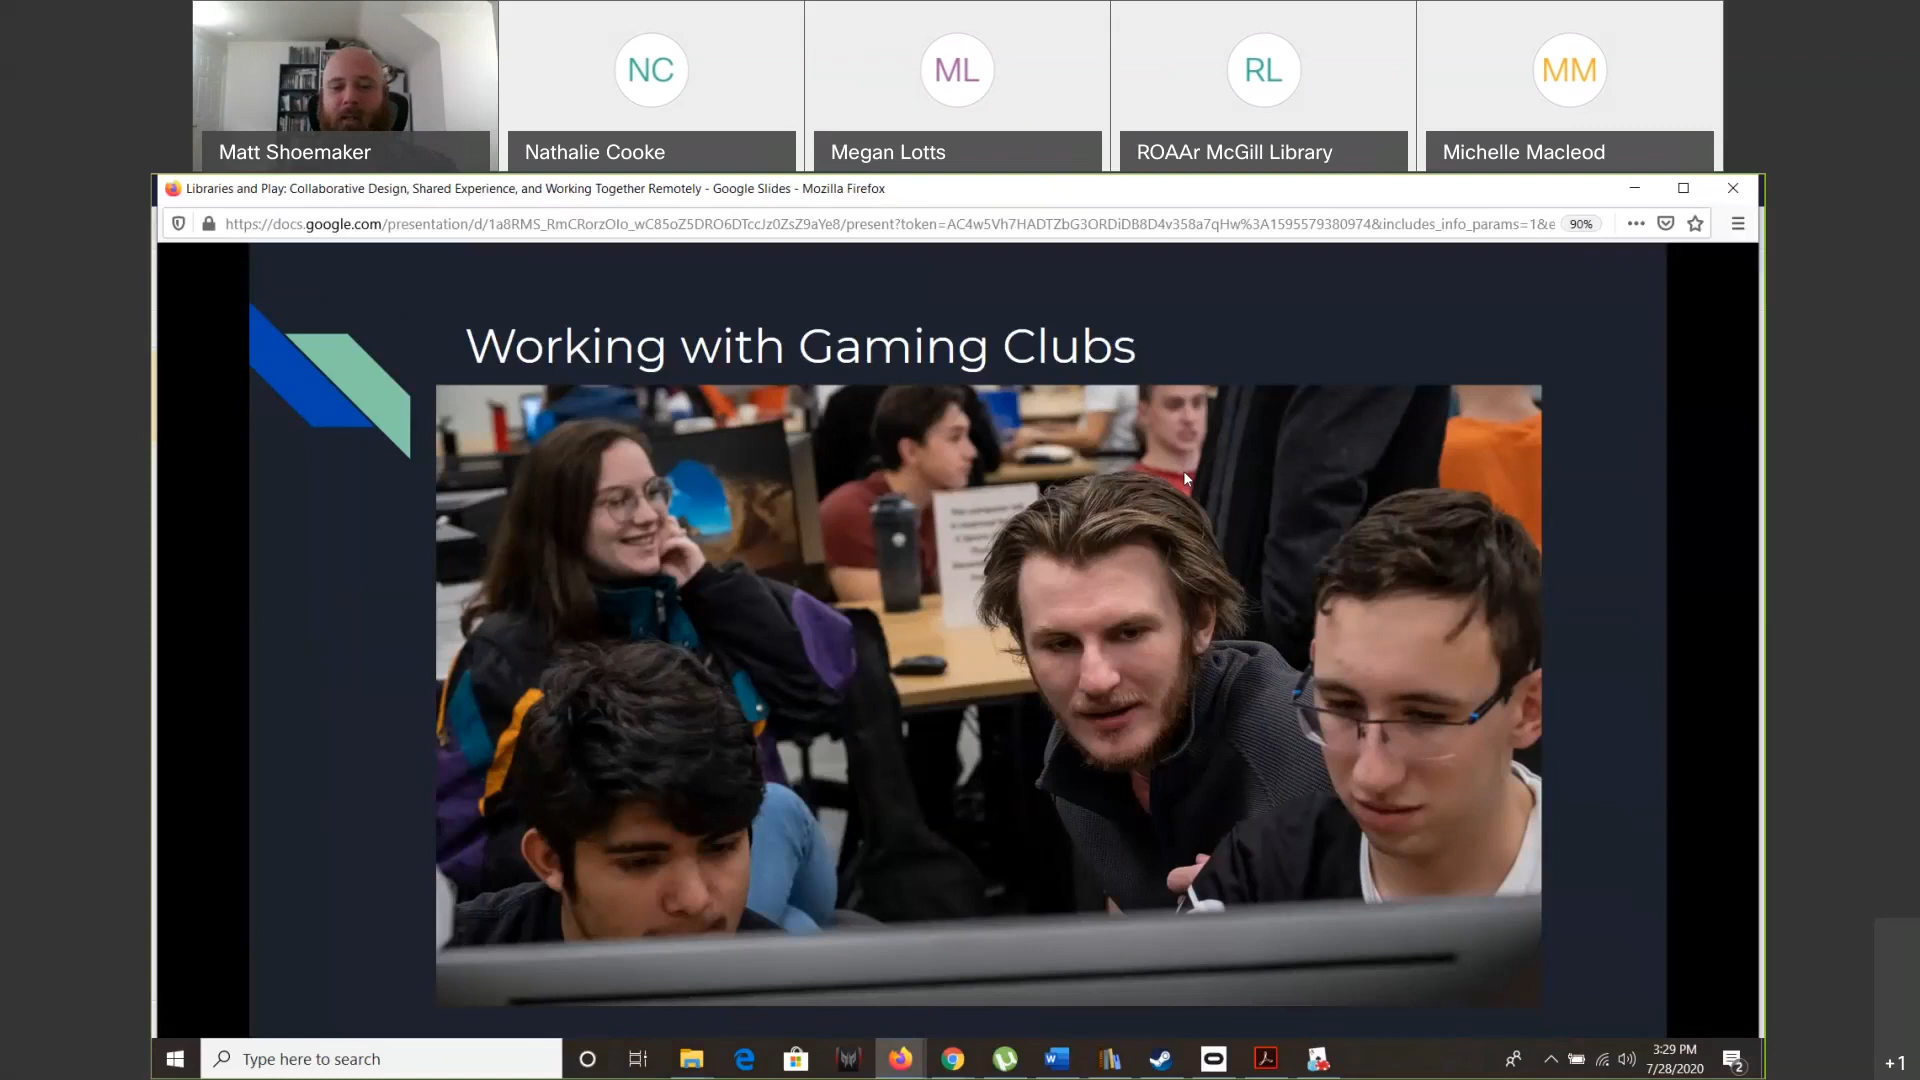 NC
ML
RL
MM
Matt Shoemaker
Nathalie Cooke
Megan Lotts
ROAAr McGill Library
Michelle Macleod
Libraries and Play: Collaborative Design, Shared Experience, and Working Together Remotely - Google Slides - Mozilla Firefox
https://docs.google.com/presentation/d/1a8RMS_RmCRorzOIo_wC85oZ5DRO6DTccJz0ZsZ9aYe8/present?token=AC4w5Vh7HADTZbG3ORDiDB8D4v358a7qHw%3A1595579380974&includes_info_params=1&e
90%
Working with Gaming Clubs
Type here to search
3:29 PM
7/28/2020
2
+1